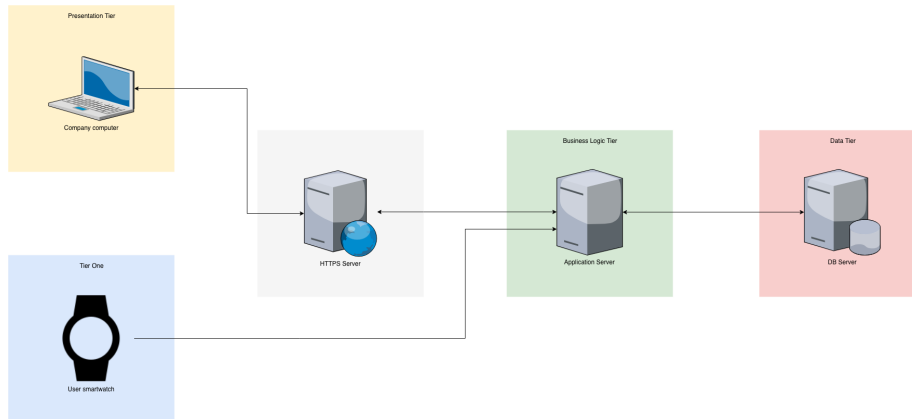 Presentation Tier
Company computer
HTTPS Server
Business Logic Tier
Application Server
Data Tier
DB Server
Tier One
User smartwatch